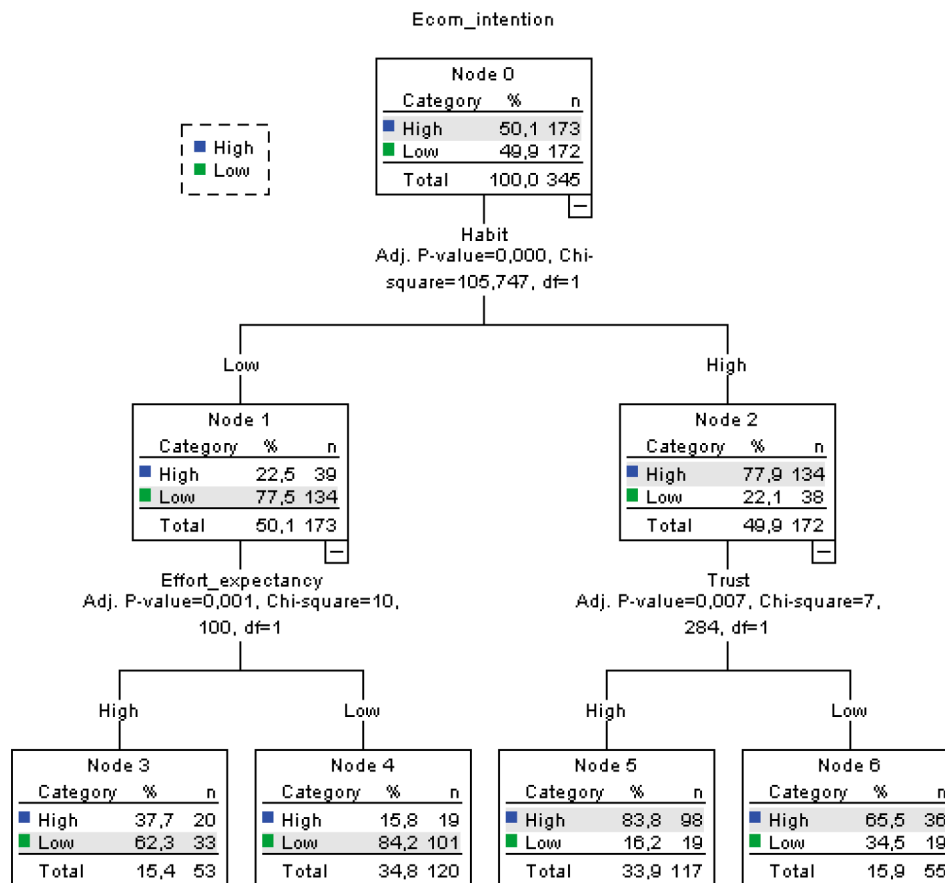 Ecom_intention
Node 0
Category % n
High 50,1 173
Low 49,9 172
Total 100,0 345
High
Low
Habit
Adj. P-value=0,000, Chi-
square=105,747, df=1
Low
High
Node 1
Category % n
High 22,5 39
Low 77,5 134
Total 50,1 173
Node 2
Category % n
High 77,9 134
Low 22,1 38
Total 49,9 172
Effort_expectancy
Adj. P-value=0,001, Chi-square=10,
100, df=1
Trust
Adj. P-value=0,007, Chi-square=7,
284, df=1
High
Low
High
Low
Node 3
Category % n
High 37,7 20
Low 62,3 33
Total 15,4 53
Node 4
Category % n
High 15,8 19
Low 84,2 101
Total 34,8 120
Node 5
Category % n
High 83,8 98
Low 16,2 19
Total 33,9 117
Node 6
Category % n
High 65,5 36
Low 34,5 19
Total 15,9 55